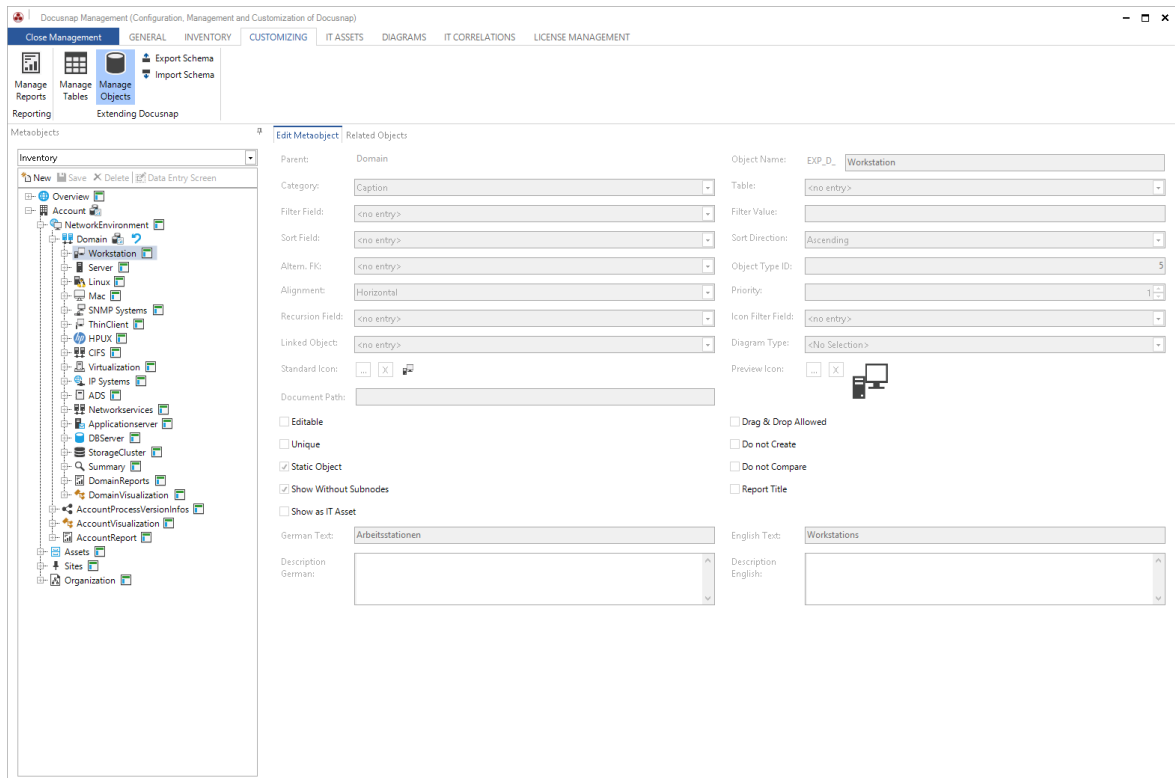 Docusnap Management (Configuration, Management and Customization of Docusnap)
Close Management GENERAL INVENTORY CUSTOMIZING IT ASSETS DIAGRAMS IT CORRELATIONS LICENSE MANAGEMENT
Manage Reports
Manage Tables
Manage Objects
Export Schema
Import Schema
Reporting Extending Docusnap
Metaobjects
Inventory
New Save Delete Data Entry Screen
Overview
Account
NetworkEnvironment
Domain
Workstation
Server
Linux
Mac
SNMP Systems
ThinClient
HPUX
CIFS
Virtualization
IP Systems
ADS
Networkservices
Applicationserver
DBServer
StorageCluster
Summary
DomainReports
DomainVisualization
AccountProcessVersionInfos
AccountVisualization
AccountReport
Assets
Sites
Organization
Edit Metaobject Related Objects
Parent: Domain Object Name: EXP_D_ Workstation
Category: Caption Table: <no entry>
Filter Field: <no entry> Filter Value:
Sort Field: <no entry> Sort Direction: Ascending
Altern. FK: <no entry> Object Type ID: 5
Alignment: Horizontal Priority: 1
Recursion Field: <no entry> Icon Filter Field: <no entry>
Linked Object: <no entry> Diagram Type: <No Selection>
Standard Icon: ... X Preview Icon: ... X
Document Path:
Editable Drag & Drop Allowed
Unique Do not Create
Static Object Do not Compare
Show Without Subnodes Report Title
Show as IT Asset
German Text: Arbeitsstationen English Text: Workstations
Description German: Description English: